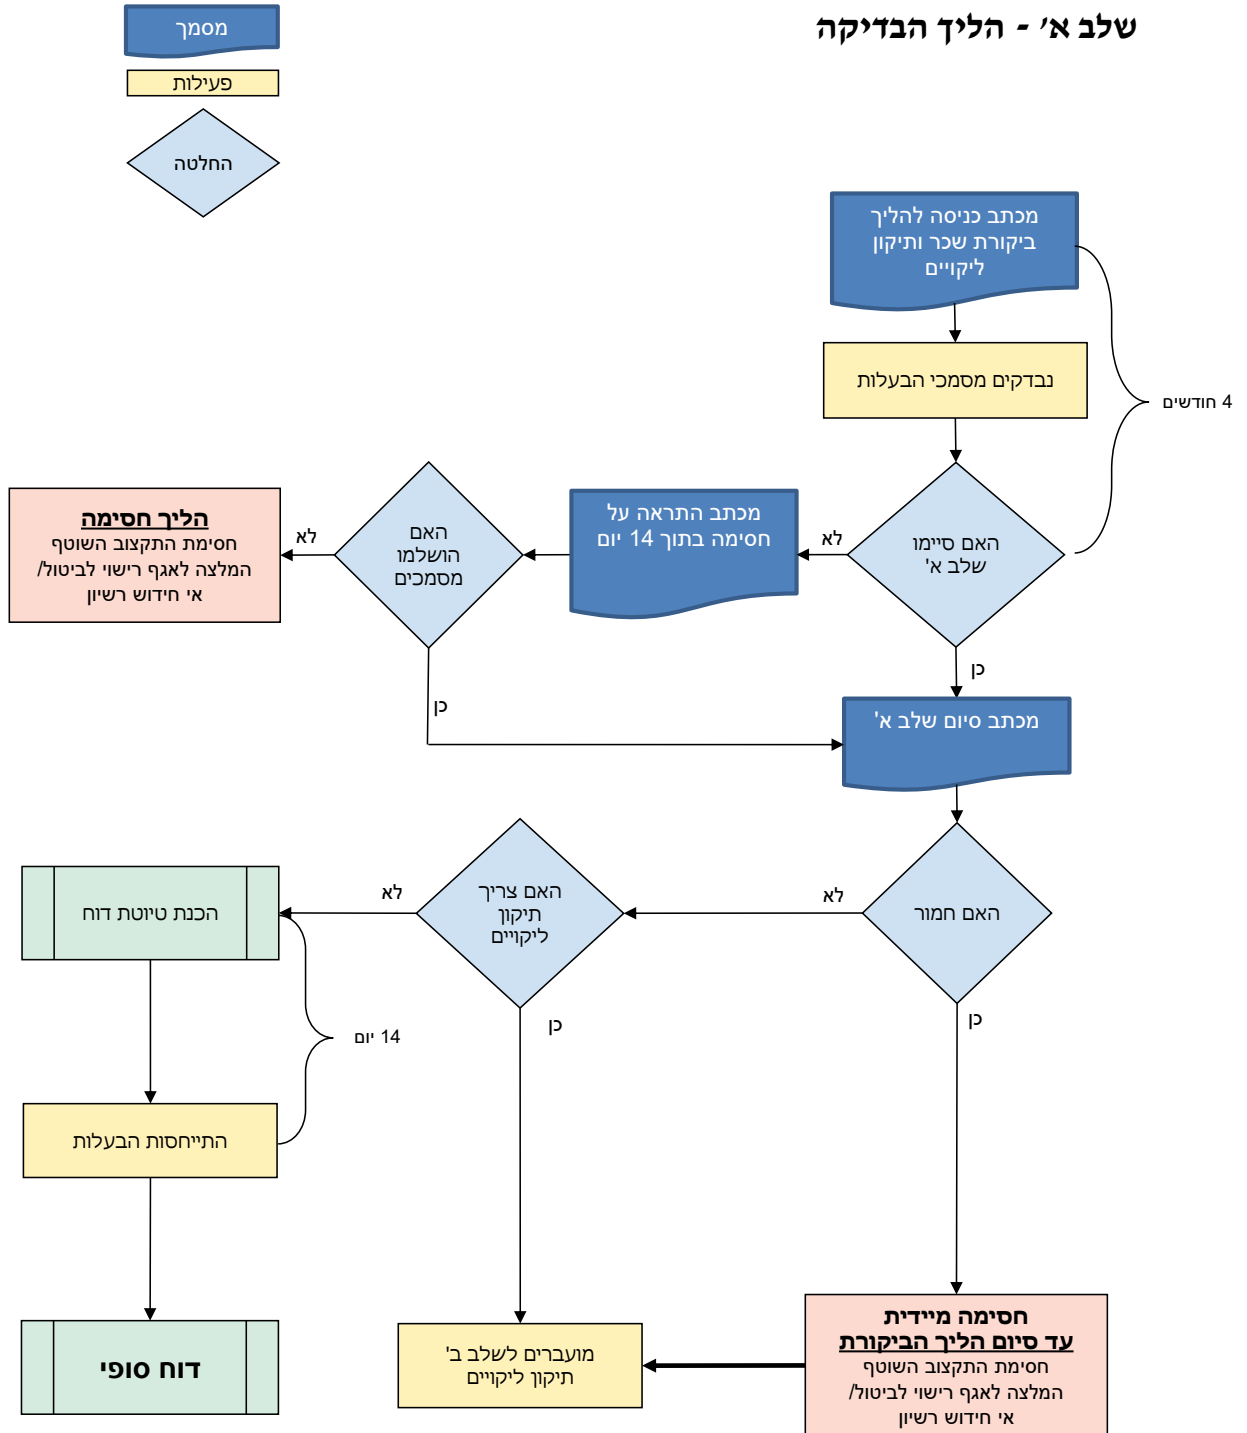 שלב א' - הליך הבדיקה
מסמך
פעילות
החלטה
מכתב כניסה להליך
ביקורת שכר ותיקון
ליקויים
נבדקים מסמכי הבעלות
4 חודשים
האם סיימו
שלב א'
לא
מכתב התראה על
חסימה בתוך 14 יום
האם
הושלמו
מסמכים
לא
הליך חסימה
חסימת התקצוב השוטף
המלצה לאגף רישוי לביטול/
אי חידוש רשיון
כן
כן
מכתב סיום שלב א'
האם חמור
לא
האם צריך
תיקון
ליקויים
לא
הכנת טיוטת דוח
כן
כן
14 יום
התייחסות הבעלות
חסימה מיידית
עד סיום הליך הביקורת
חסימת התקצוב השוטף
המלצה לאגף רישוי לביטול/
אי חידוש רשיון
מועברים לשלב ב'
תיקון ליקויים
דוח סופי